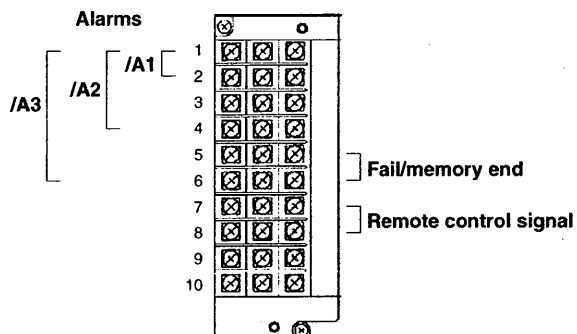 Alarms
/A1
/A2
/A3
1
2
3
4
5
6
7
8
9
10
Fail/memory end
Remote control signal